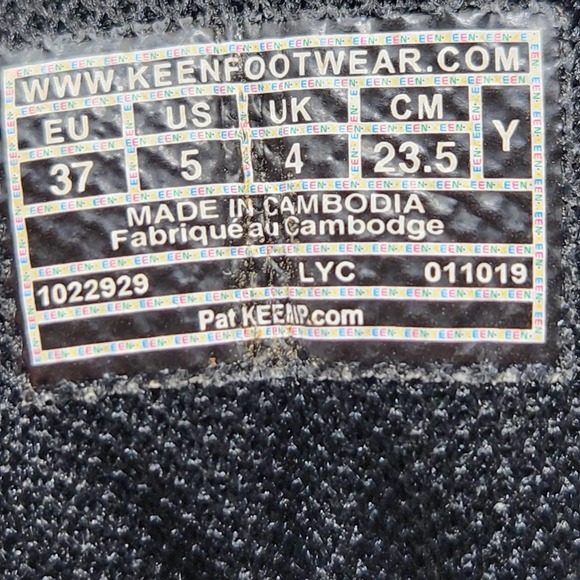 WWW.KEENFOOTWEAR.COM
EU US UK CM Y
37 5 4 23.5
MADE IN CAMBODIA
Fabriqué au Cambodge
1022929 LYC 011019
Pat KEENIP.com